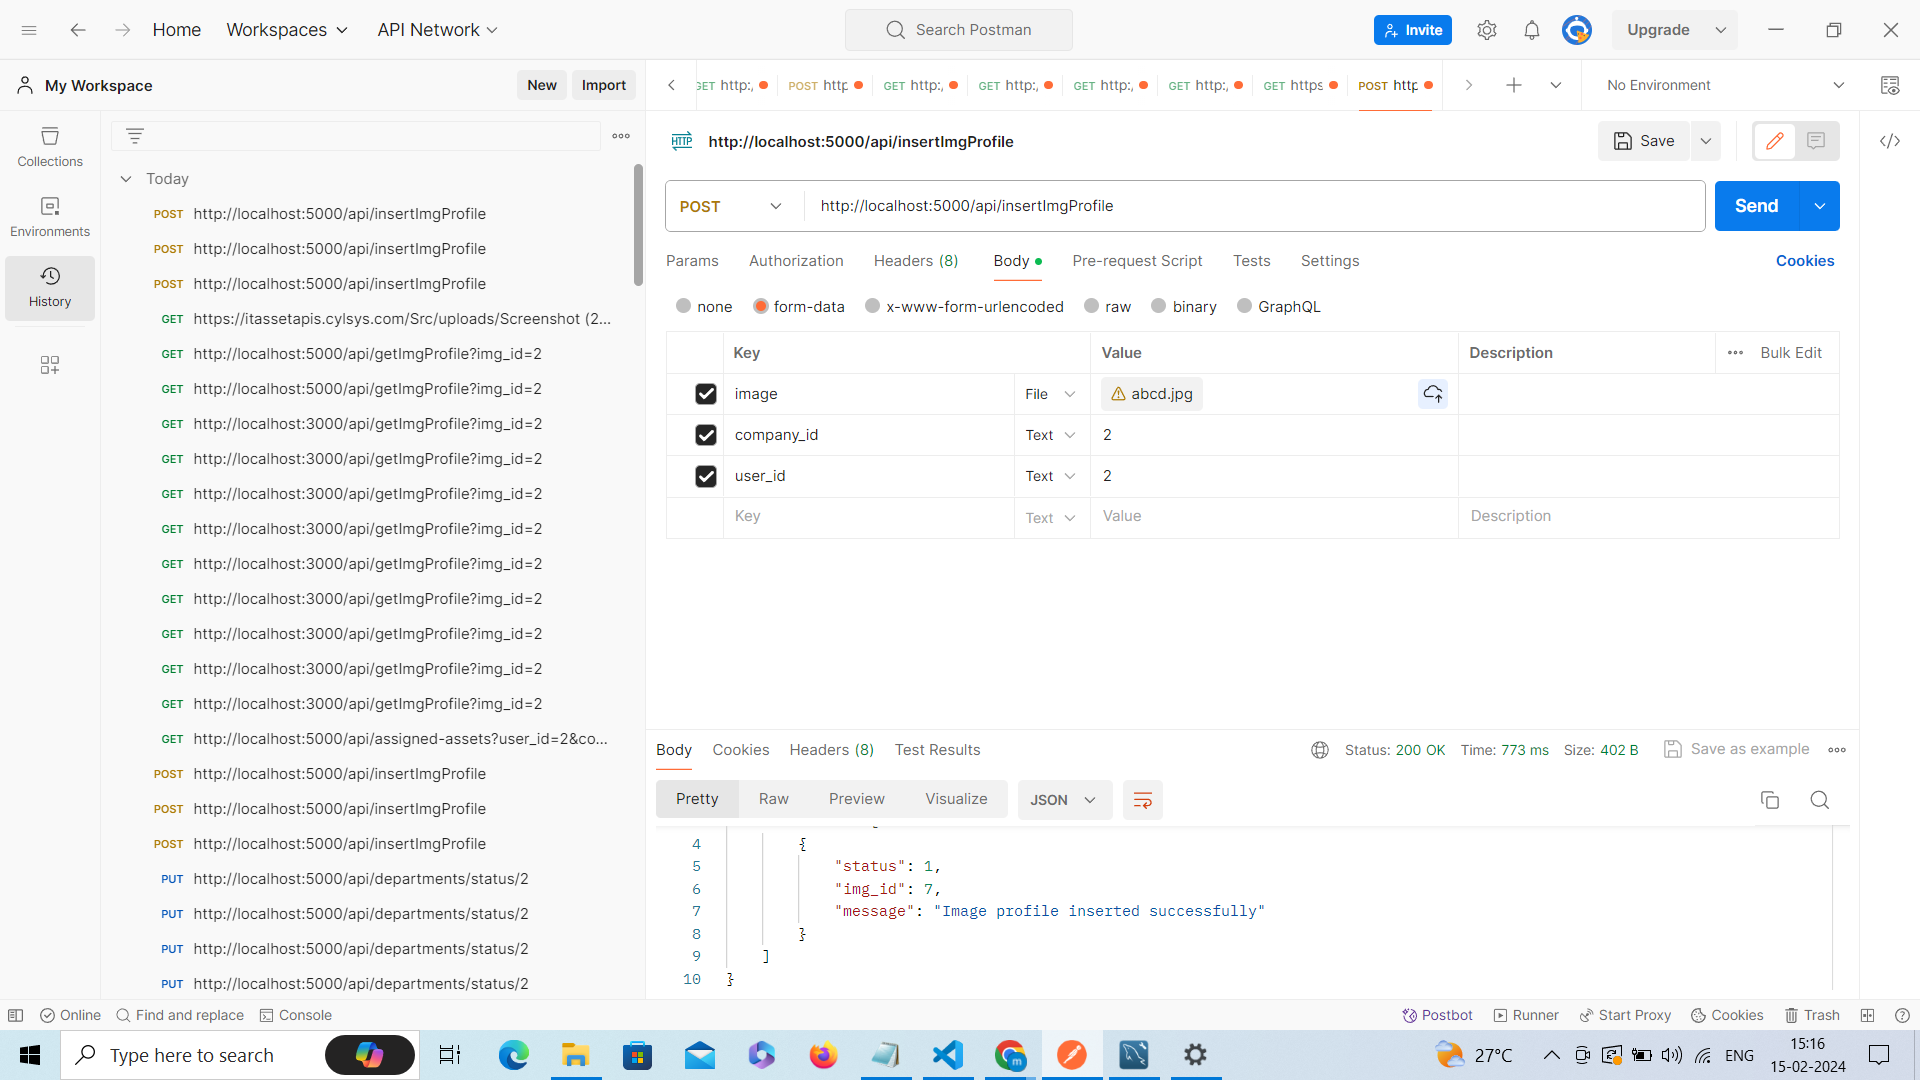 Home
Workspaces
API Network
Search Postman
Invite
Upgrade
My Workspace
New
Import
GET http:,
POST http
GET http:,
GET http:,
GET http:,
GET http:,
GET https
POST http
No Environment
Collections
Environments
History
Today
POST http://localhost:5000/api/insertImgProfile
POST http://localhost:5000/api/insertImgProfile
POST http://localhost:5000/api/insertImgProfile
GET https://itassetapis.cylsys.com/Src/uploads/Screenshot (2...
GET http://localhost:5000/api/getImgProfile?img_id=2
GET http://localhost:5000/api/getImgProfile?img_id=2
GET http://localhost:3000/api/getImgProfile?img_id=2
GET http://localhost:3000/api/getImgProfile?img_id=2
GET http://localhost:3000/api/getImgProfile?img_id=2
GET http://localhost:3000/api/getImgProfile?img_id=2
GET http://localhost:3000/api/getImgProfile?img_id=2
GET http://localhost:3000/api/getImgProfile?img_id=2
GET http://localhost:3000/api/getImgProfile?img_id=2
GET http://localhost:3000/api/getImgProfile?img_id=2
GET http://localhost:3000/api/getImgProfile?img_id=2
GET http://localhost:5000/api/assigned-assets?user_id=2&co...
POST http://localhost:5000/api/insertImgProfile
POST http://localhost:5000/api/insertImgProfile
POST http://localhost:5000/api/insertImgProfile
PUT http://localhost:5000/api/departments/status/2
PUT http://localhost:5000/api/departments/status/2
PUT http://localhost:5000/api/departments/status/2
PUT http://localhost:5000/api/departments/status/2
HTTP http://localhost:5000/api/insertImgProfile
Save
POST http://localhost:5000/api/insertImgProfile
Send
Params Authorization Headers (8) Body Pre-request Script Tests Settings
Cookies
none form-data x-www-form-urlencoded raw binary GraphQL
Key Value Description Bulk Edit
image File abcd.jpg
company_id Text 2
user_id Text 2
Key Text Value Description
Body Cookies Headers (8) Test Results
Status: 200 OK Time: 773 ms Size: 402 B Save as example
Pretty Raw Preview Visualize JSON
4 {
5 "status": 1,
6 "img_id": 7,
7 "message": "Image profile inserted successfully"
8 }
9 ]
10 }
Online Find and replace Console
Postbot Runner Start Proxy Cookies Trash
Type here to search
27°C
ENG
15:16
15-02-2024